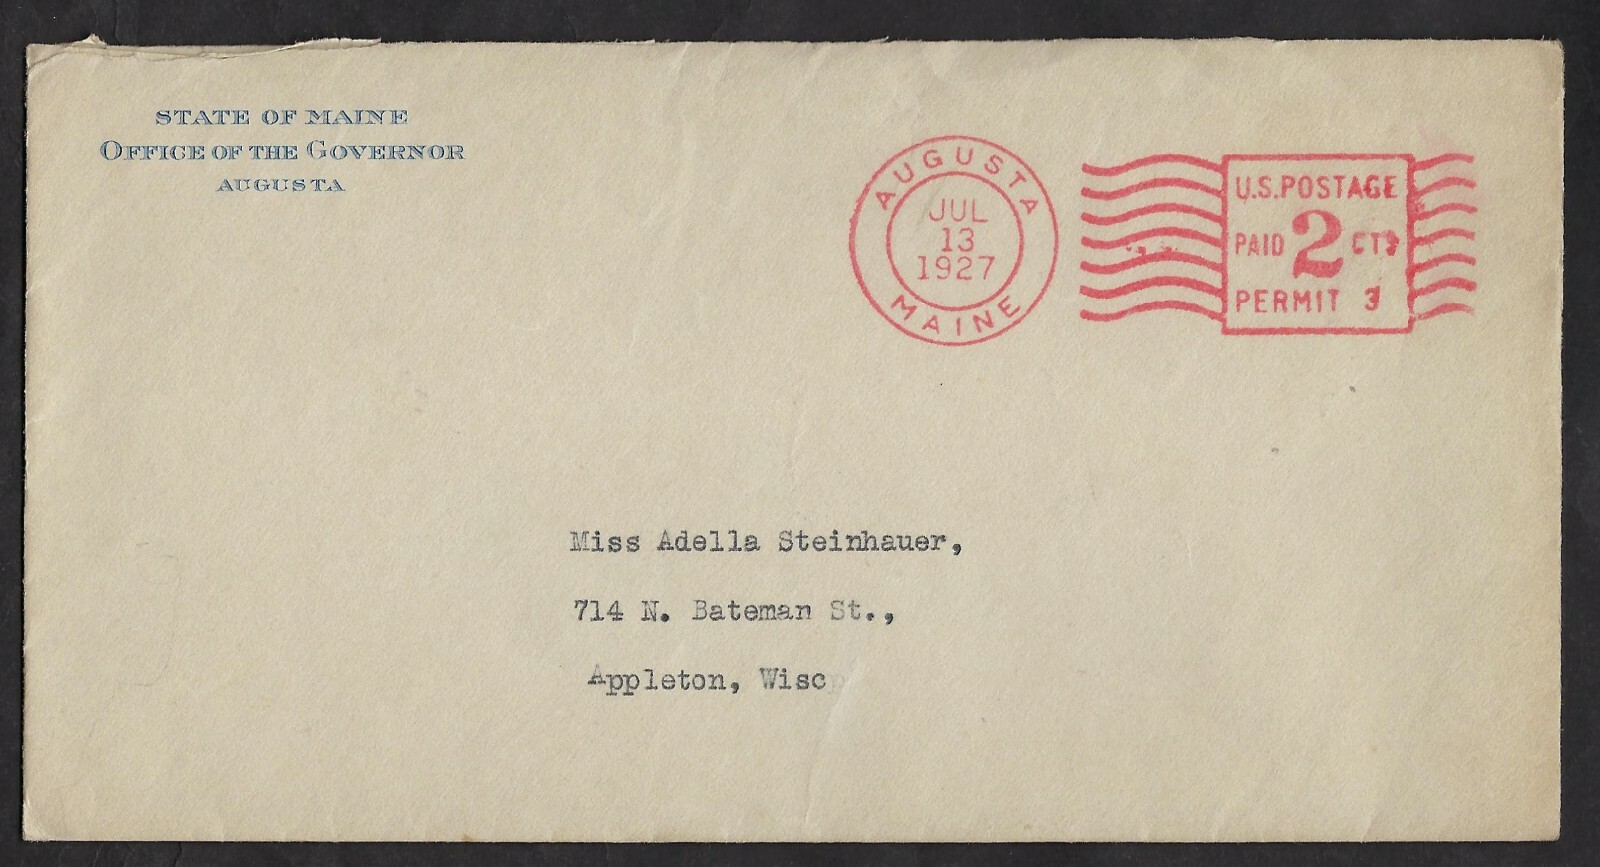 STATE OF MAINE
OFFICE OF THE GOVERNOR
AUGUSTA
AUGUSTA
JUL
13
1927
MAINE
U.S.POSTAGE
PAID 2 CTS
PERMIT 3
Miss Adella Steinhauer,
714 N. Bateman St.,
Appleton, Wisc